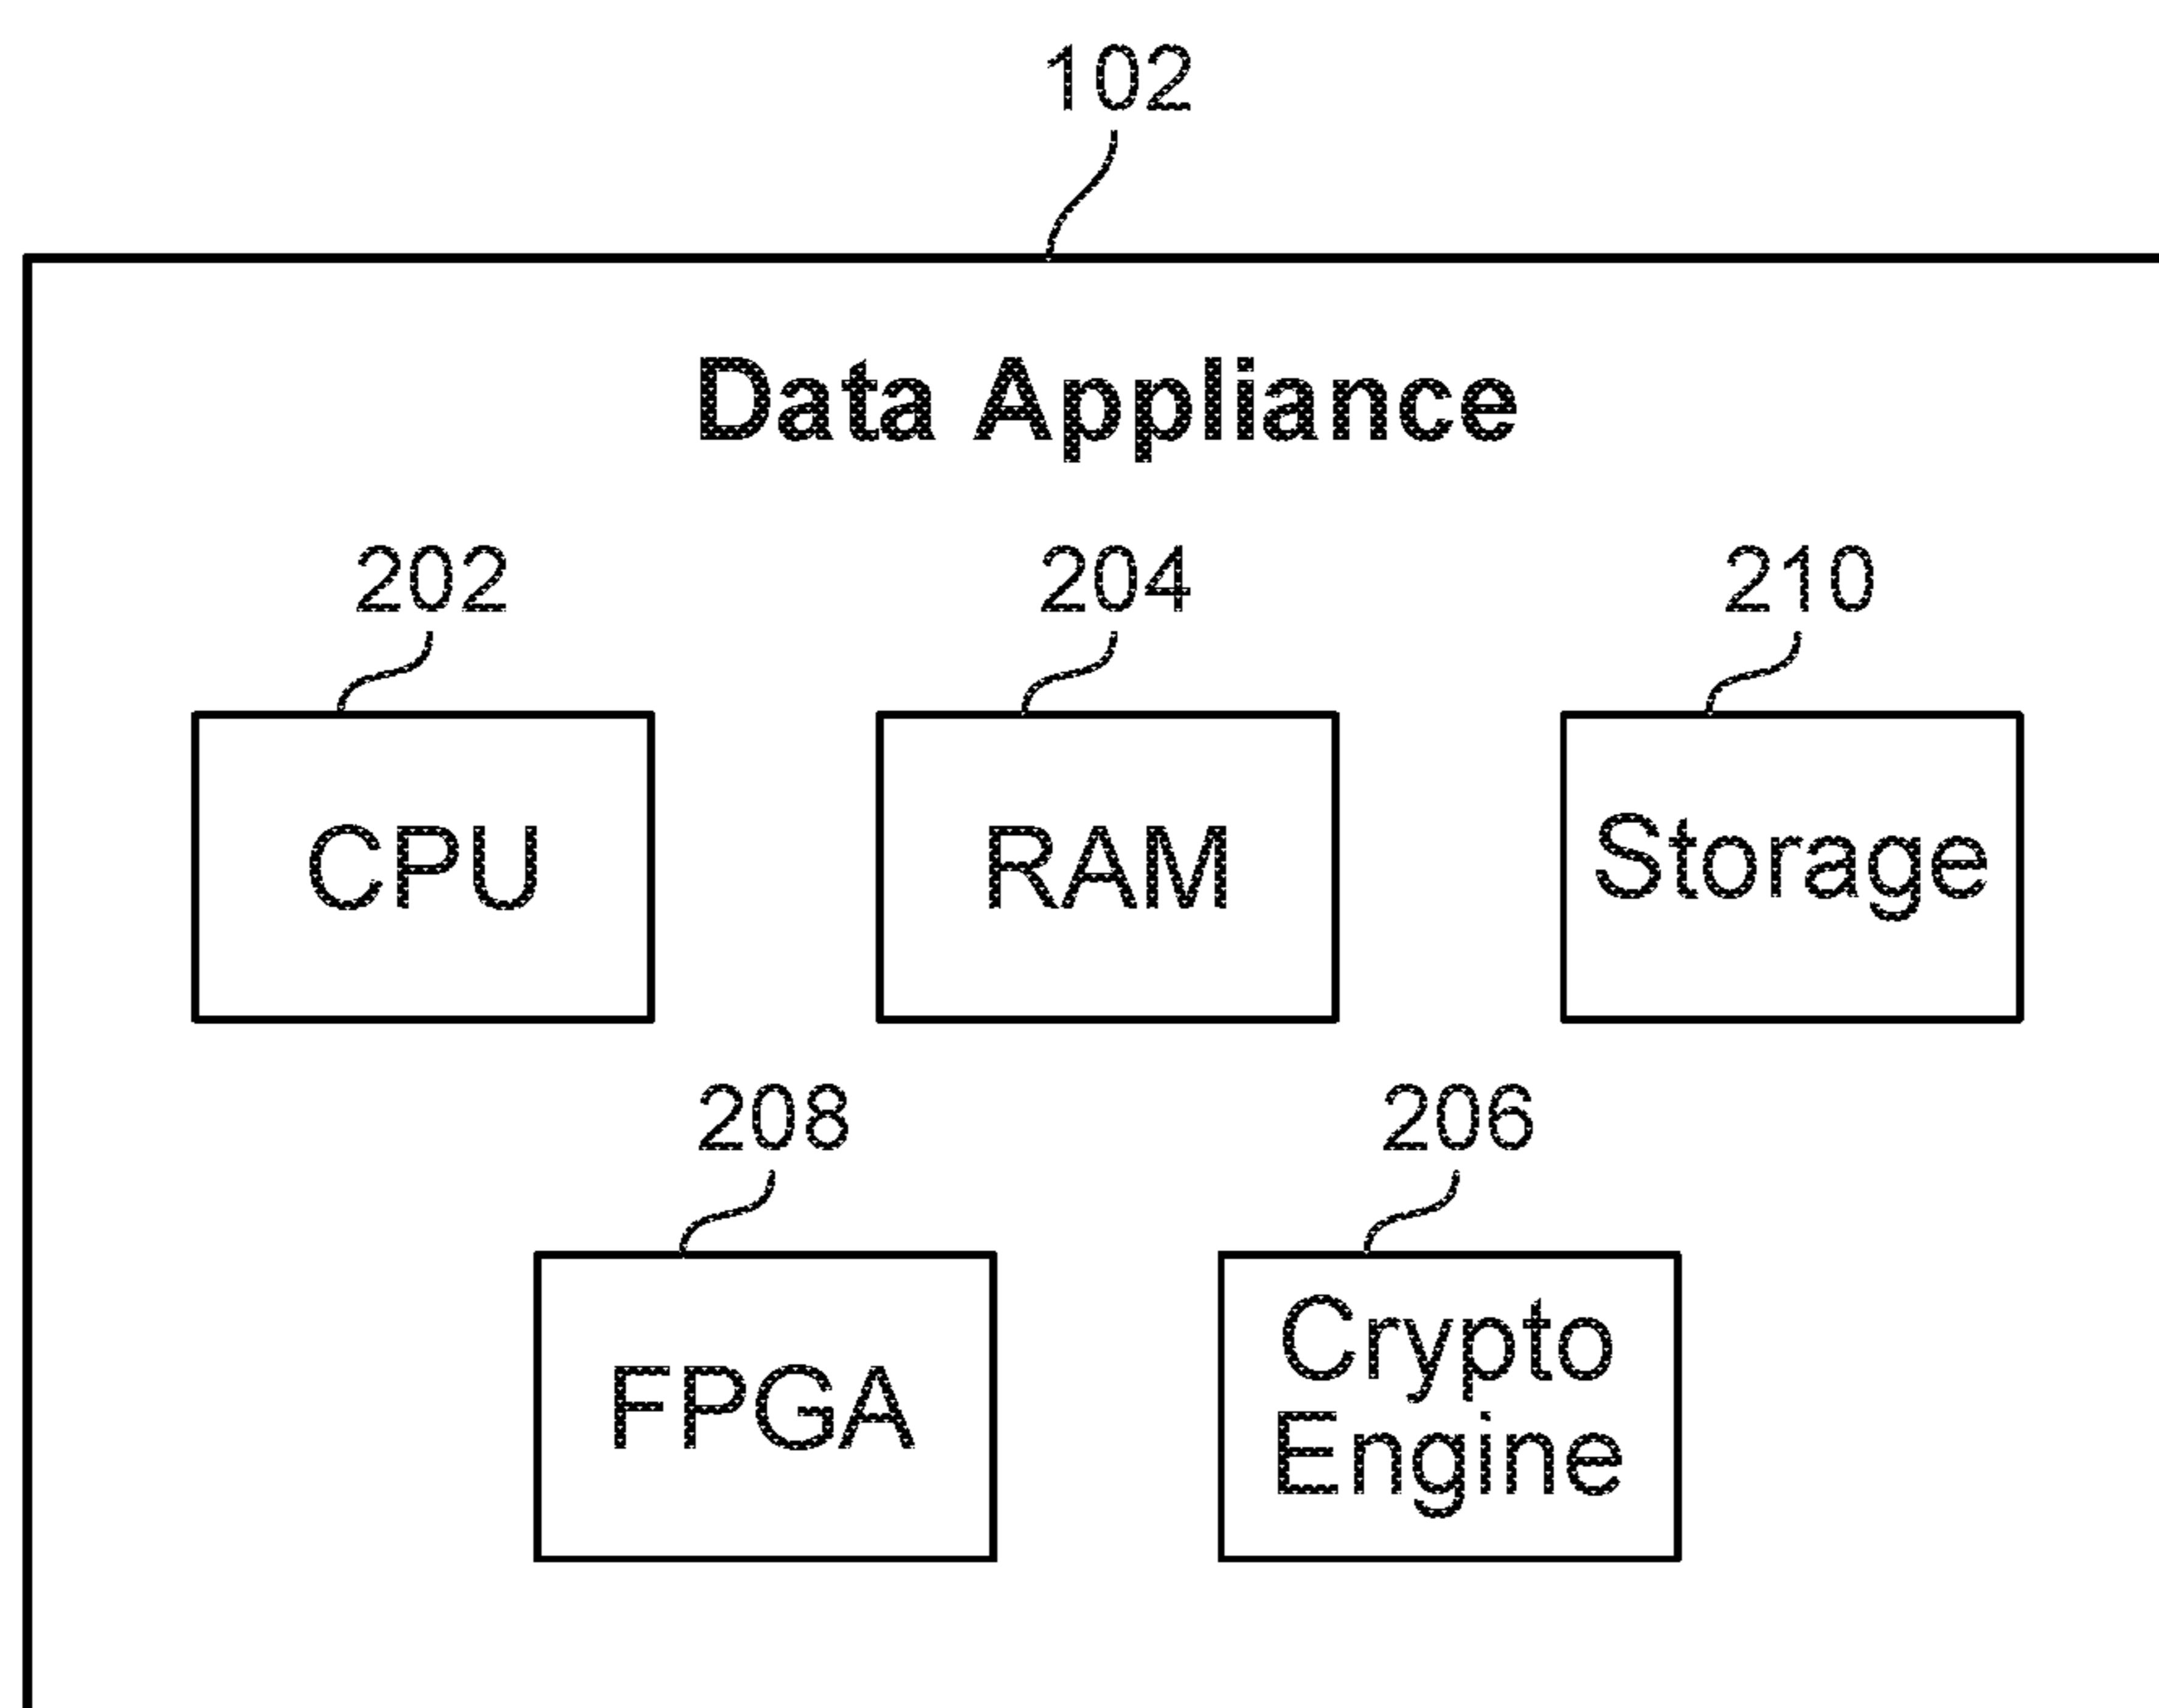 102
Data Appliance
202
204
210
CPU
RAM
Storage
208
206
FPGA
Crypto
Engine